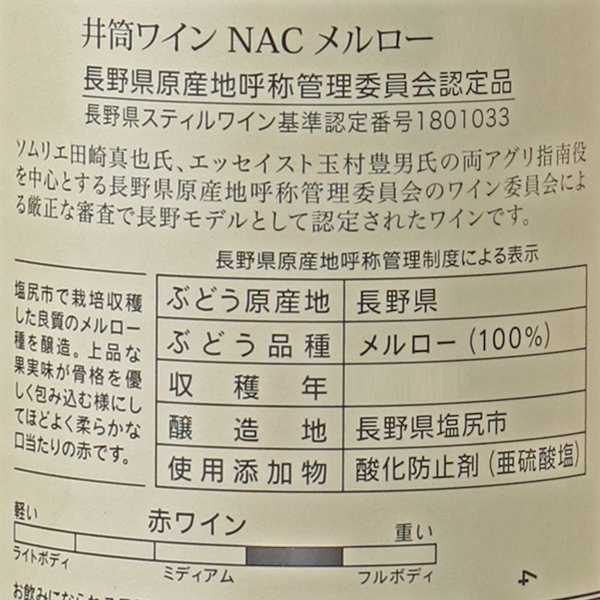 井筒ワイン NAC メルロー
長野県原産地呼称管理委員会認定品
長野県スティルワイン基準認定番号1801033
ソムリエ田崎真也氏、エッセイスト玉村豊男氏の両アグリ指南役
を中心とする長野県原産地呼称管理委員会のワイン委員会によ
る厳正な審査で長野モデルとして認定されたワインです。
塩尻市で栽培収穫
した良質のメルロー
種を醸造。上品な
果実味が骨格を優
しく包み込む様にし
てほどよく柔らかな
口当たりの赤です。
長野県原産地呼称管理制度による表示
ぶどう原産地 長野県
ぶどう品種 メルロー(100%)
収穫年
醸造地 長野県塩尻市
使用添加物 酸化防止剤(亜硫酸塩)
軽い 赤ワイン 重い
ライトボディ ミディアム フルボディ
4